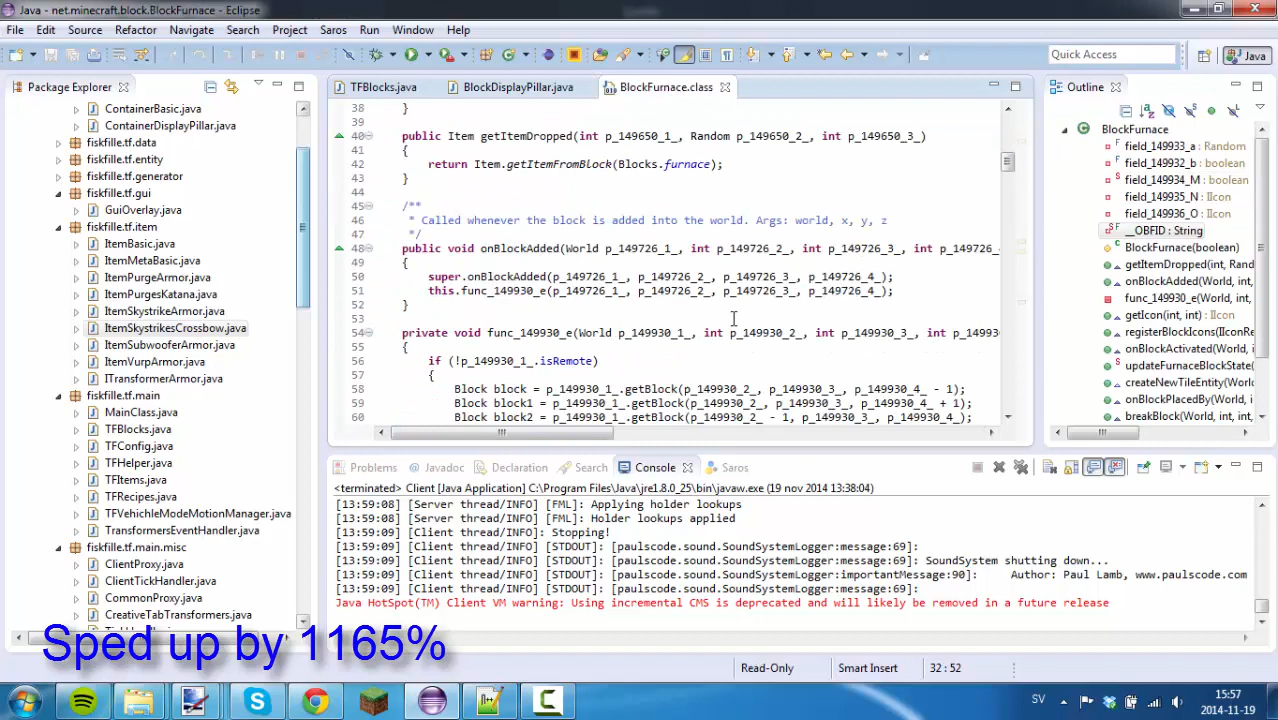 Java - net.minecraft.block.BlockFurnace - Eclipse
File Edit Source Refactor Navigate Search Project Saros Run Window Help
Quick Access
Java
Package Explorer
ContainerBasic.java
ContainerDisplayPillar.java
fiskfille.tf.data
fiskfille.tf.entity
fiskfille.tf.generator
fiskfille.tf.gui
GuiOverlay.java
fiskfille.tf.item
ItemBasic.java
ItemMetaBasic.java
ItemPurgeArmor.java
ItemPurgesKatana.java
ItemSkystrikeArmor.java
ItemSkystrikesCrossbow.java
ItemSubwooferArmor.java
ItemVurpArmor.java
ITransformerArmor.java
fiskfille.tf.main
MainClass.java
TFBlocks.java
TFConfig.java
TFHelper.java
TFItems.java
TFRecipes.java
TFVehichleModeMotionManager.java
TransformersEventHandler.java
fiskfille.tf.main.misc
ClientProxy.java
ClientTickHandler.java
CommonProxy.java
CreativeTabTransformers.java
TFBlocks.java BlockDisplayPillar.java BlockFurnace.class
38 }
39
40 public Item getItemDropped(int p_149650_1_, Random p_149650_2_, int p_149650_3_)
41 {
42 return Item.getItemFromBlock(Blocks.furnace);
43 }
44
45 /**
46 * Called whenever the block is added into the world. Args: world, x, y, z
47 */
48 public void onBlockAdded(World p_149726_1_, int p_149726_2_, int p_149726_3_, int p_149726_4_
49 {
50 super.onBlockAdded(p_149726_1_, p_149726_2_, p_149726_3_, p_149726_4_);
51 this.func_149930_e(p_149726_1_, p_149726_2_, p_149726_3_, p_149726_4_);
52 }
53
54 private void func_149930_e(World p_149930_1_, int p_149930_2_, int p_149930_3_, int p_14993
55 {
56 if (!p_149930_1_.isRemote)
57 {
58 Block block = p_149930_1_.getBlock(p_149930_2_, p_149930_3_, p_149930_4_ - 1);
59 Block block1 = p_149930_1_.getBlock(p_149930_2_, p_149930_3_, p_149930_4_ + 1);
60 Block block2 = p_149930_1_.getBlock(p_149930_2_ - 1, p_149930_3_, p_149930_4_);
Outline
BlockFurnace
field_149933_a : Random
field_149932_b : boolean
field_149934_M : boolean
field_149935_N : IIcon
field_149936_O : IIcon
__OBFID : String
BlockFurnace(boolean)
getItemDropped(int, Rand
onBlockAdded(World, int,
func_149930_e(World, int,
getIcon(int, int) : IIcon
registerBlockIcons(IIconRe
onBlockActivated(World, i
updateFurnaceBlockState(
createNewTileEntity(World
onBlockPlacedBy(World, i
breakBlock(World, int, int,
Problems Javadoc Declaration Search Console Saros
<terminated> Client [Java Application] C:\Program Files\Java\jre1.8.0_25\bin\javaw.exe (19 nov 2014 13:38:04)
[13:59:08] [Server thread/INFO] [FML]: Applying holder lookups
[13:59:08] [Server thread/INFO] [FML]: Holder lookups applied
[13:59:09] [Client thread/INFO]: Stopping!
[13:59:09] [Client thread/INFO] [STDOUT]: [paulscode.sound.SoundSystemLogger:message:69]:
[13:59:09] [Client thread/INFO] [STDOUT]: [paulscode.sound.SoundSystemLogger:message:69]: SoundSystem shutting down...
[13:59:09] [Client thread/INFO] [STDOUT]: [paulscode.sound.SoundSystemLogger:importantMessage:90]: Author: Paul Lamb, www.paulscode.com
[13:59:09] [Client thread/INFO] [STDOUT]: [paulscode.sound.SoundSystemLogger:message:69]:
Java HotSpot(TM) Client VM warning: Using incremental CMS is deprecated and will likely be removed in a future release
Sped up by 1165%
Read-Only Smart Insert 32 : 52
SV 15:57
2014-11-19